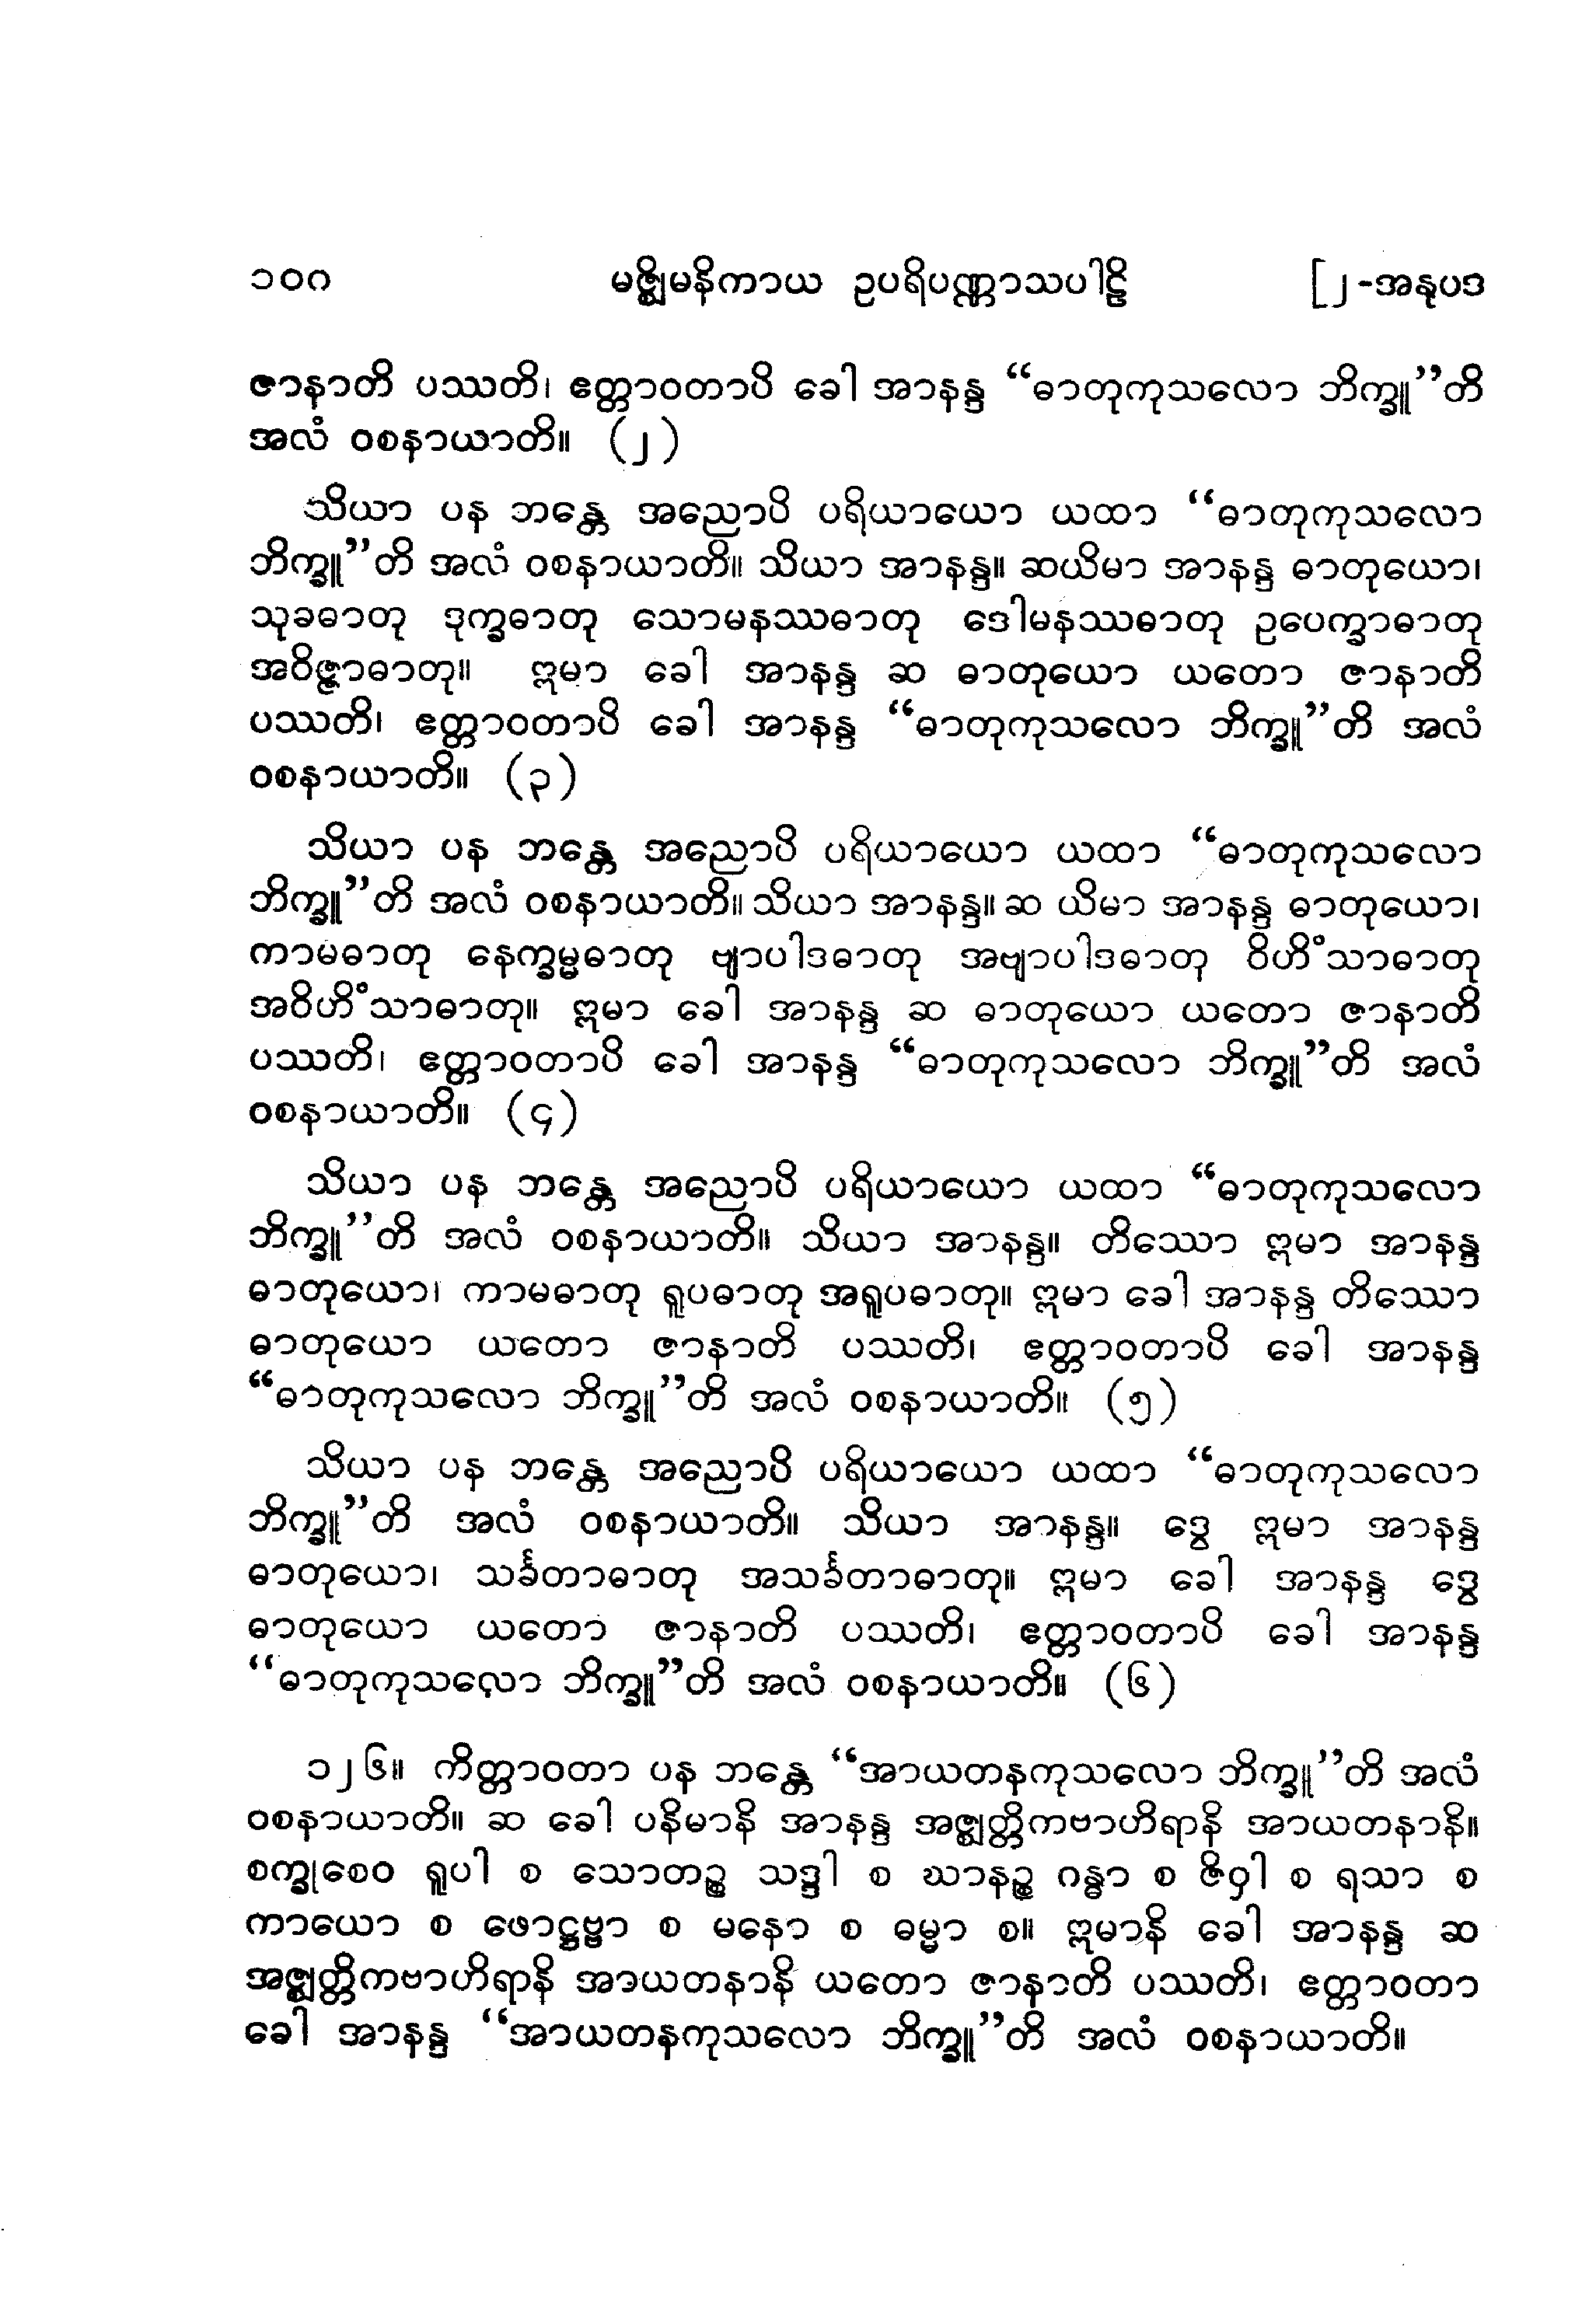 ၁၀ဂ မဇ္ဈိမနိကာယ ဥပရိပဏ္ဏာသပါဠိ [၂-အနုပဒ
ဇာနာတိ ပဿတိ၊ ဧတ္တာဝတာပိ ခေါ အာနန္ဒ “ဓာတုကုသလော ဘိက္ခူ”တိ
အလံ ဝစနာယာတိ။ (၂)
သိယာ ပန ဘန္တေ အညောပိ ပရိယာယော ယထာ “ဓာတုကုသလော
ဘိက္ခူ”တိ အလံ ဝစနာယာတိ။ သိယာ အာနန္ဒ။ ဆယိမာ အာနန္ဒ ဓာတုယော၊
သုခဓာတု ဒုက္ခဓာတု သောမနဿဓာတု ဒေါမနဿဓာတု ဥပေက္ခာဓာတု
အဝိဇ္ဇာဓာတု။ ဣမာ ခေါ အာနန္ဒ ဆ ဓာတုယော ယတော ဇာနာတိ
ပဿတိ၊ ဧတ္တာဝတာပိ ခေါ အာနန္ဒ “ဓာတုကုသလော ဘိက္ခူ”တိ အလံ
ဝစနာယာတိ။ (၃)
သိယာ ပန ဘန္တေ အညောပိ ပရိယာယော ယထာ “ဓာတုကုသလော
ဘိက္ခူ”တိ အလံ ဝစနာယာတိ။ သိယာ အာနန္ဒ။ ဆ ယိမာ အာနန္ဒ ဓာတုယော၊
ကာမဓာတု နေက္ခမ္မဓာတု ဗျာပါဒဓာတု အဗျာပါဒဓာတု ဝိဟိံသာဓာတု
အဝိဟိံသာဓာတု။ ဣမာ ခေါ အာနန္ဒ ဆ ဓာတုယော ယတော ဇာနာတိ
ပဿတိ၊ ဧတ္တာဝတာပိ ခေါ အာနန္ဒ “ဓာတုကုသလော ဘိက္ခူ”တိ အလံ
ဝစနာယာတိ။ (၄)
သိယာ ပန ဘန္တေ အညောပိ ပရိယာယော ယထာ “ဓာတုကုသလော
ဘိက္ခူ”တိ အလံ ဝစနာယာတိ။ သိယာ အာနန္ဒ။ တိဿော ဣမာ အာနန္ဒ
ဓာတုယော၊ ကာမဓာတု ရူပဓာတု အရူပဓာတု။ ဣမာ ခေါ အာနန္ဒ တိဿော
ဓာတုယော ယတော ဇာနာတိ ပဿတိ၊ ဧတ္တာဝတာပိ ခေါ အာနန္ဒ
“ဓာတုကုသလော ဘိက္ခူ”တိ အလံ ဝစနာယာတိ။ (၅)
သိယာ ပန ဘန္တေ အညောပိ ပရိယာယော ယထာ “ဓာတုကုသလော
ဘိက္ခူ”တိ အလံ ဝစနာယာတိ။ သိယာ အာနန္ဒ။ ဒွေ ဣမာ အာနန္ဒ
ဓာတုယော၊ သင်္ခတာဓာတု အသင်္ခတာဓာတု။ ဣမာ ခေါ အာနန္ဒ ဒွေ
ဓာတုယော ယတော ဇာနာတိ ပဿတိ၊ ဧတ္တာဝတာပိ ခေါ အာနန္ဒ
“ဓာတုကုသလော ဘိက္ခူ”တိ အလံ ဝစနာယာတိ။ (၆)
၁၂၆။ ကိတ္တာဝတာ ပန ဘန္တေ “အာယတနကုသလော ဘိက္ခူ”တိ အလံ
ဝစနာယာတိ။ ဆ ခေါ ပနိမာနိ အာနန္ဒ အဇ္ဈတ္တိကဗာဟိရာနိ အာယတနာနိ။
စက္ခုစေဝ ရူပါ စ သောတဉ္စ သဒ္ဒါ စ ဃာနဉ္စ ဂန္ဓာ စ ဇိဝှါ စ ရသာ စ
ကာယော စ ဖောဋ္ဌဗ္ဗာ စ မနော စ ဓမ္မာ စ။ ဣမာနိ ခေါ အာနန္ဒ ဆ
အဇ္ဈတ္တိကဗာဟိရာနိ အာယတနာနိ ယတော ဇာနာတိ ပဿတိ၊ ဧတ္တာဝတာ
ခေါ အာနန္ဒ “အာယတနကုသလော ဘိက္ခူ”တိ အလံ ဝစနာယာတိ။